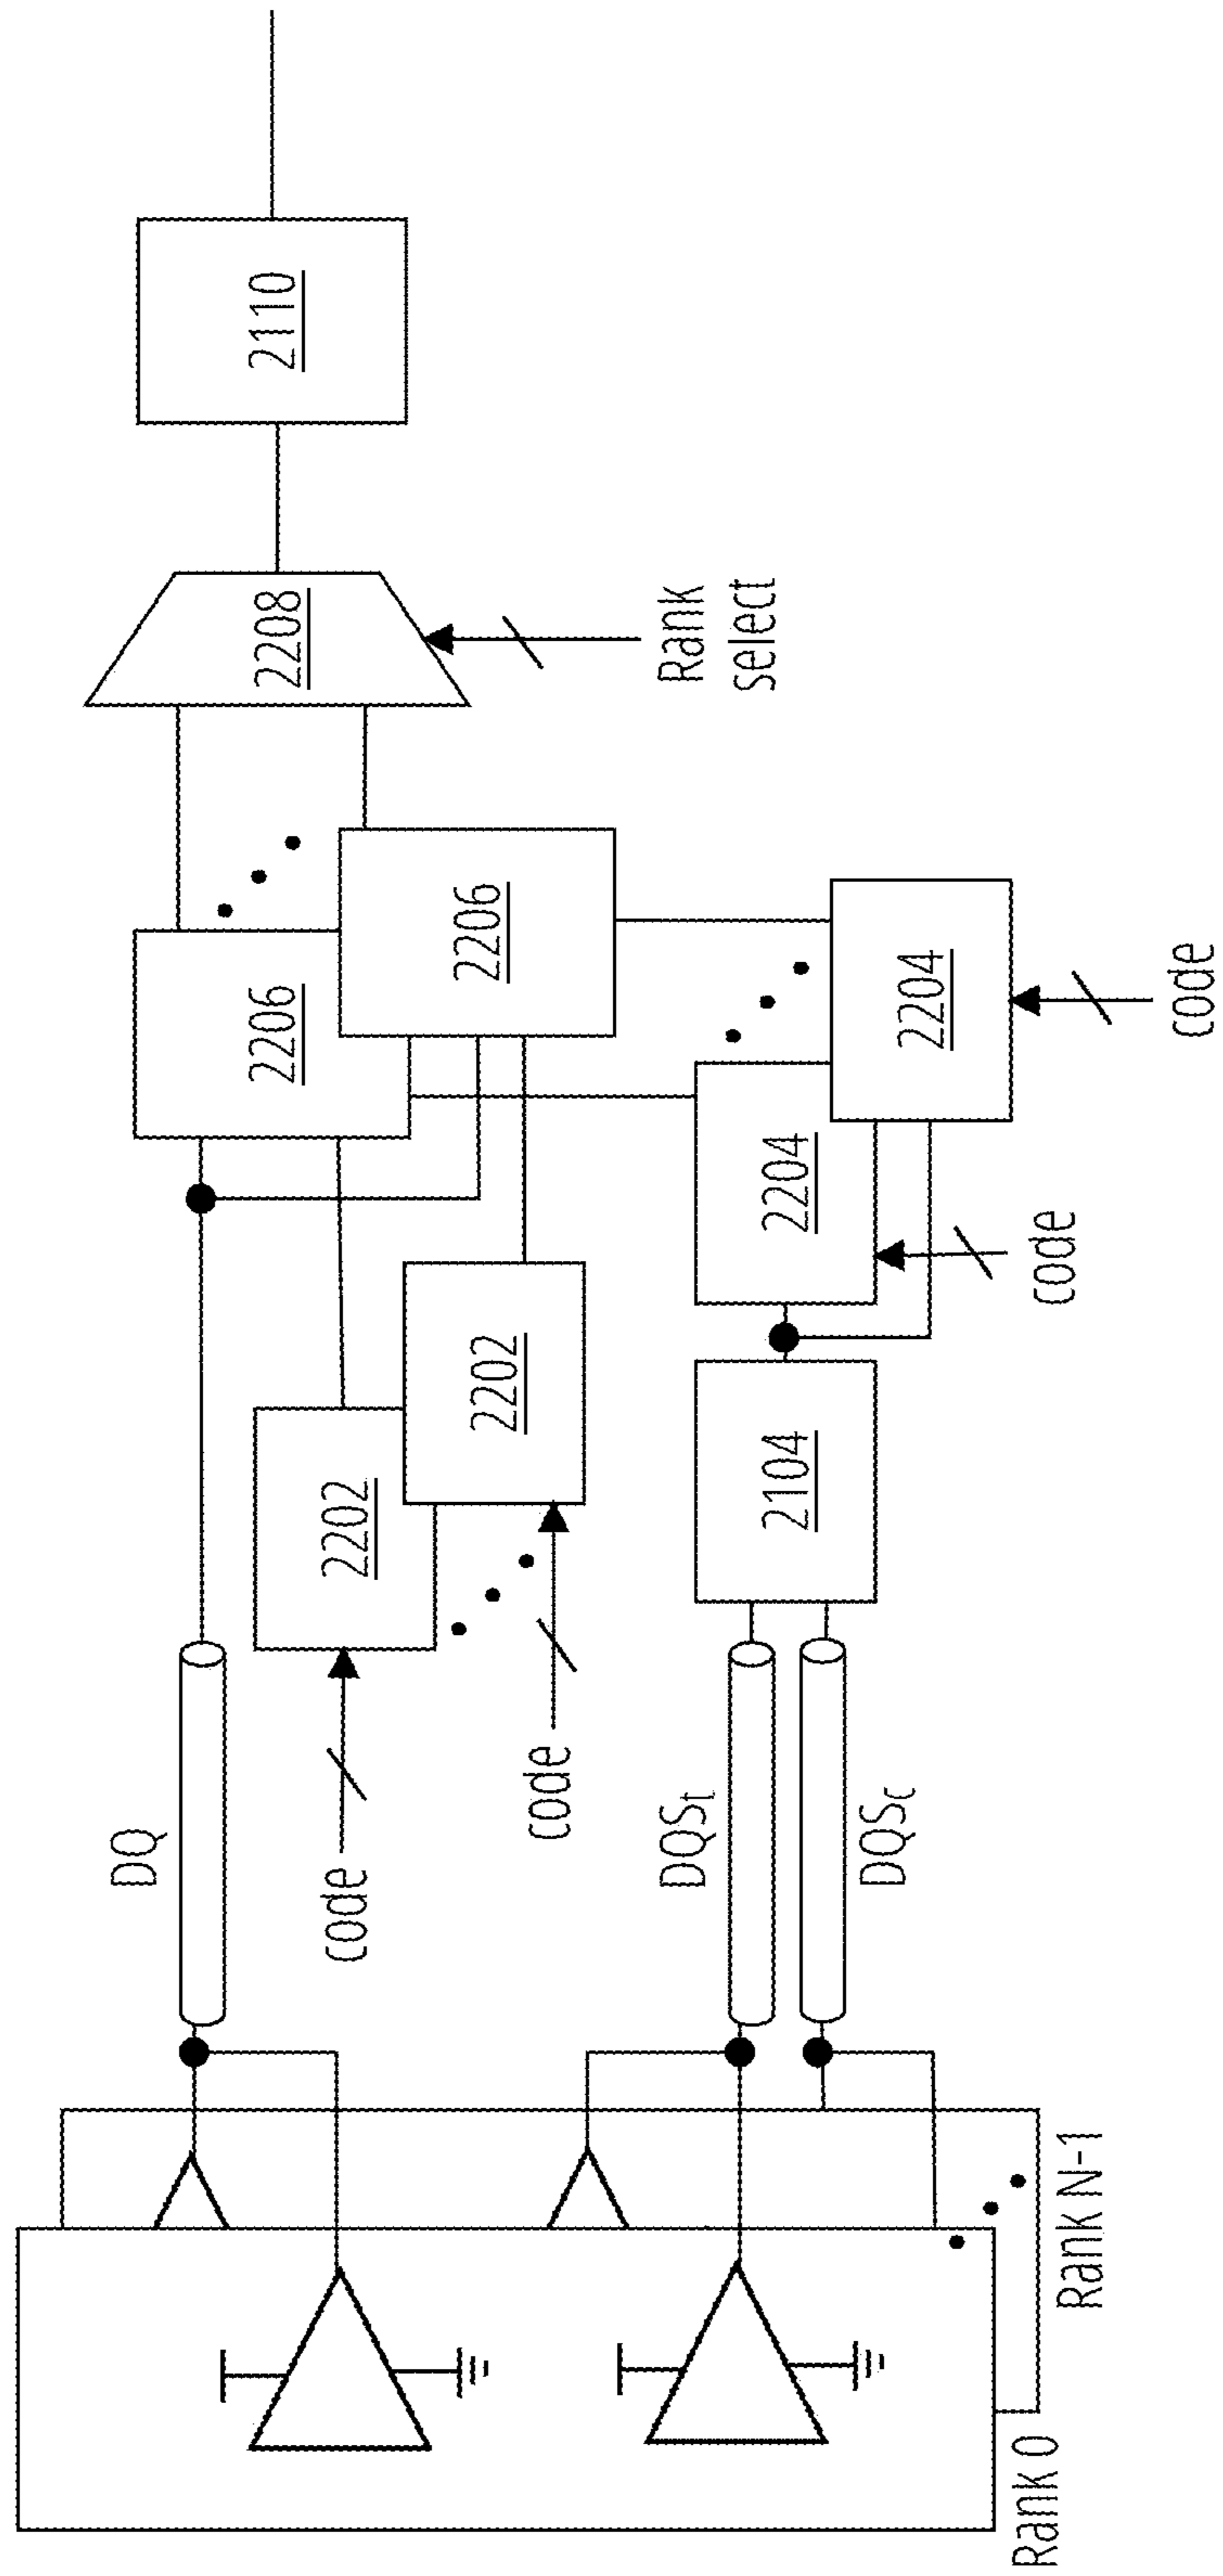 2110
2208
Rank
select
2206
2206
2204
2204
code
code
2202
2202
2104
code
code
DQ
DQSt
DQSc
Rank N-1
Rank 0